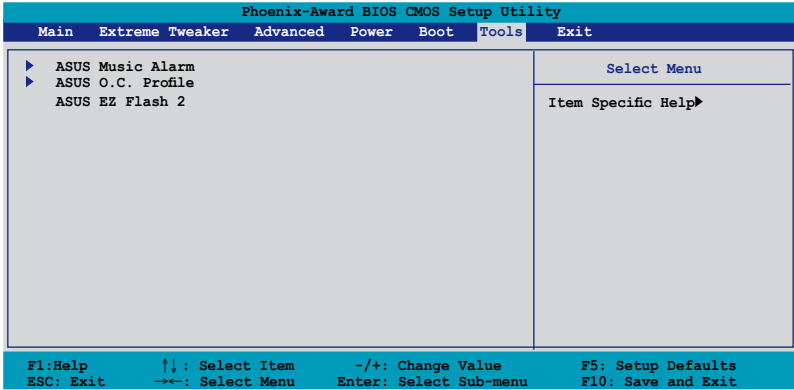 Phoenix-Award BIOS CMOS Setup Utility
Main Extreme Tweaker Advanced Power Boot Tools Exit
ASUS Music Alarm
ASUS O.C. Profile
ASUS EZ Flash 2
Select Menu
Item Specific Help▶
F1:Help ↑↓: Select Item -/+: Change Value F5: Setup Defaults
ESC: Exit →←: Select Menu Enter: Select Sub-menu F10: Save and Exit